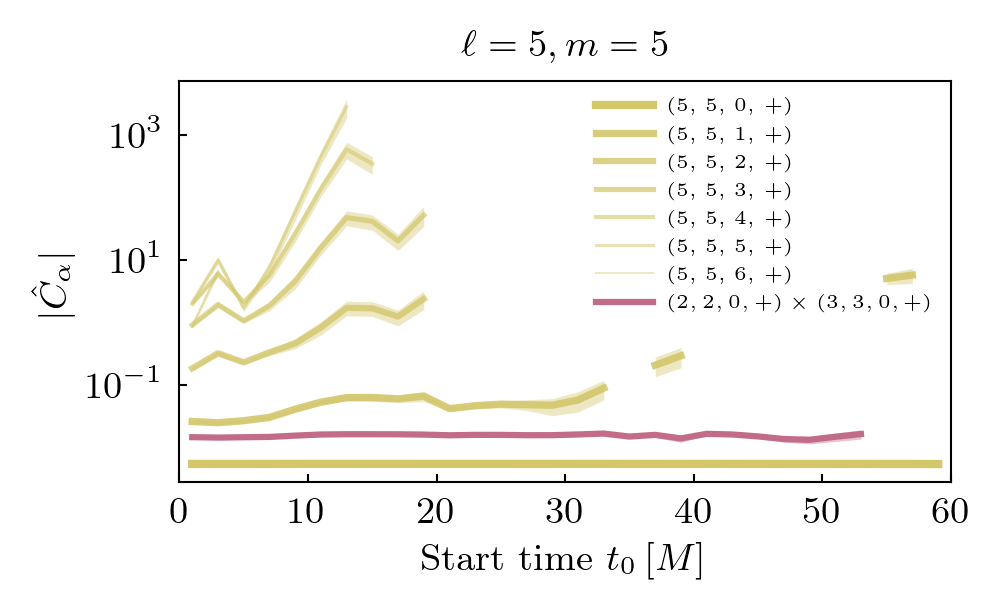 ℓ = 5, m = 5
(5, 5, 0, +)
(5, 5, 1, +)
(5, 5, 2, +)
(5, 5, 3, +)
(5, 5, 4, +)
(5, 5, 5, +)
(5, 5, 6, +)
(2, 2, 0, +) × (3, 3, 0, +)
|Ĉ_α|
10³
10¹
10⁻¹
0 10 20 30 40 50 60
Start time t₀ [M]